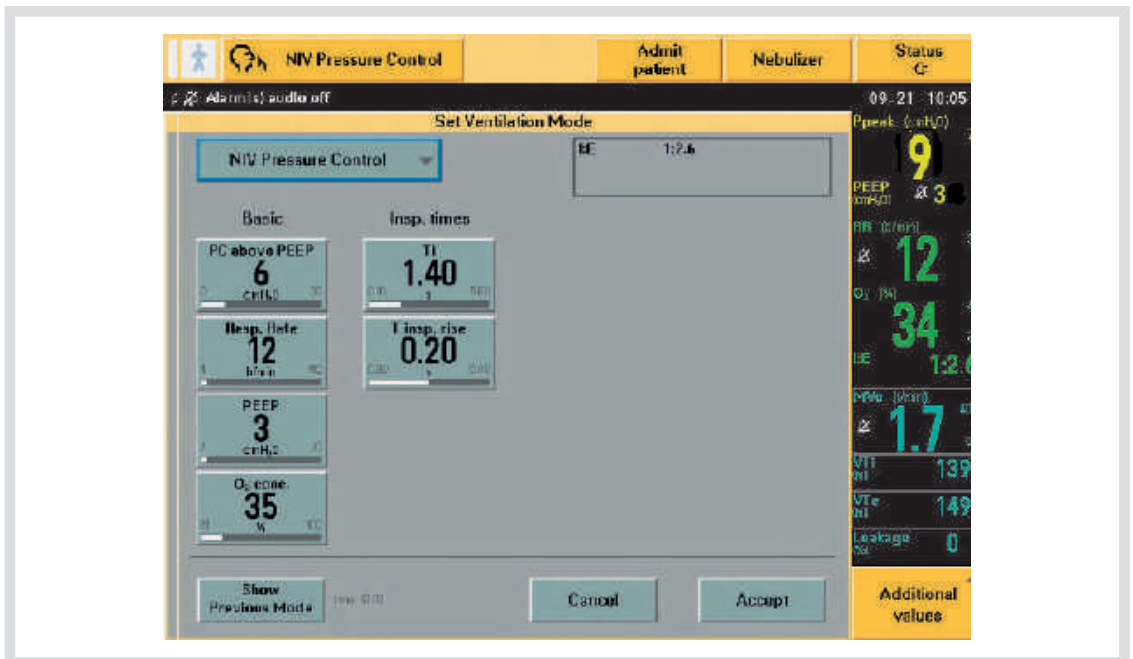 NIV Pressure Control
Admit patient
Nebulizer
Status
Alarm(s) audio off
09-21 10:05
Set Ventilation Mode
NIV Pressure Control
I:E 1:2.6
Basic
Insp. times
PC above PEEP
6
cmH₂O
TI
1.40
s
Resp. Rate
12
b/min
T insp. rise
0.20
s
PEEP
3
cmH₂O
O₂ conc.
35
%
Show
Previous Mode
Cancel
Accept
Ppeak (cmH₂O)
9
PEEP
(cmH₂O)
3
RR (b/min)
12
O₂ (%)
34
I:E
1:2.6
MVe (l/min)
1.7
VTi
(ml)
139
VTe
(ml)
149
Leakage
0
Additional
values